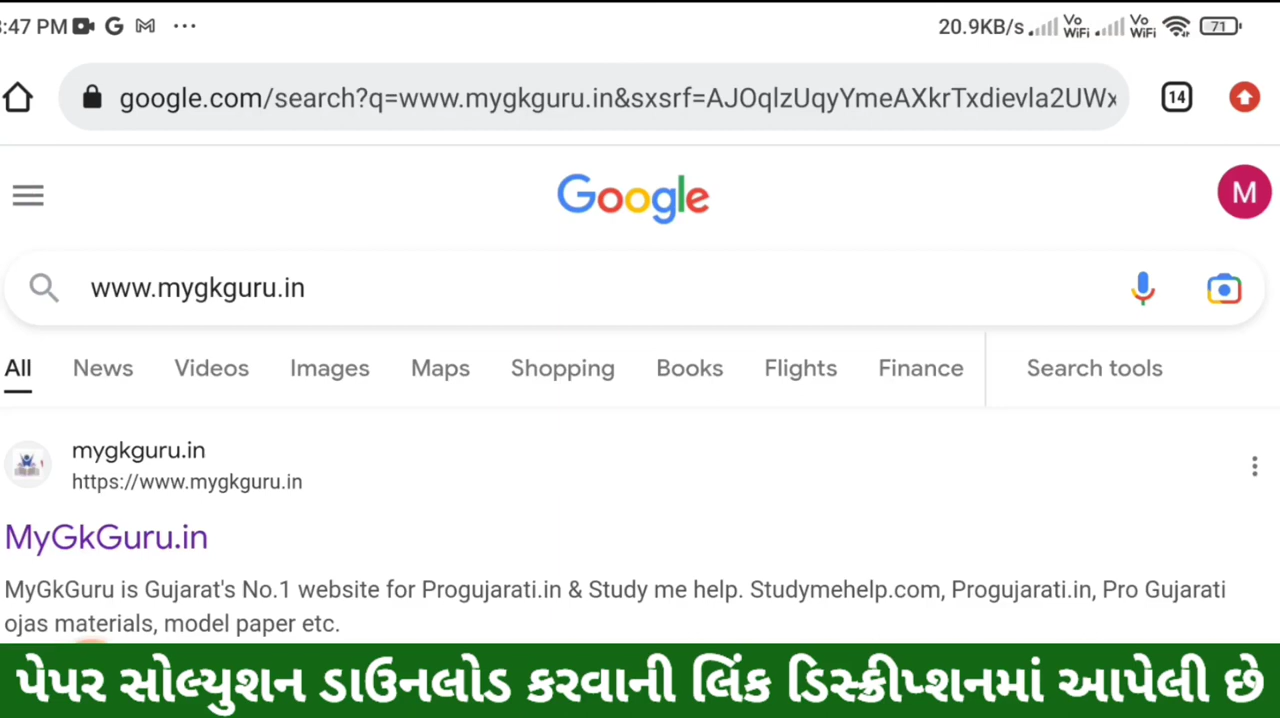 :47 PM G M ...
20.9KB/s Vo WiFi Vo WiFi 71
google.com/search?q=www.mygkguru.in&sxsrf=AJOqlzUqyYmeAXkrTxdievla2UWx
14
Google
M
www.mygkguru.in
All News Videos Images Maps Shopping Books Flights Finance Search tools
mygkguru.in
https://www.mygkguru.in
MyGkGuru.in
MyGkGuru is Gujarat's No.1 website for Progujarati.in & Study me help. Studymehelp.com, Progujarati.in, Pro Gujarati
ojas materials, model paper etc.
પેપર સોલ્યુશન ડાઉનલોડ કરવાની લિંક ડિસ્ક્રીપ્શનમાં આપેલી છે